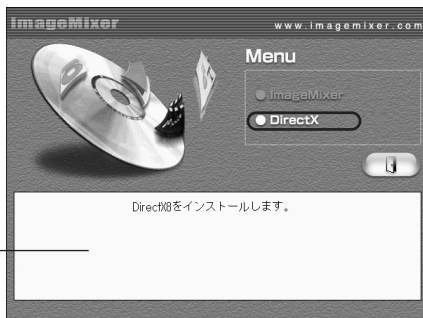 ImageMixer
www.imagemixer.com
Menu
ImageMixer
DirectX
DirectX8をインストールします。